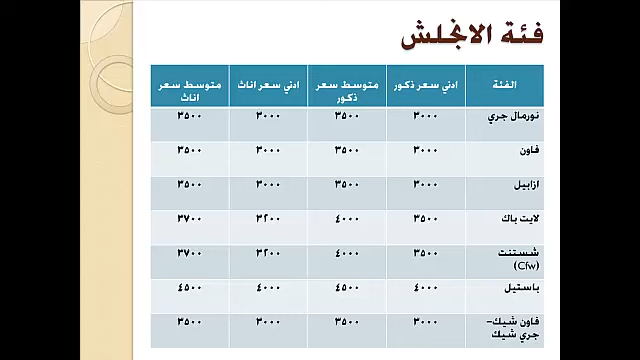 فئة الانجلش
الفئة ادني سعر ذكور متوسط سعر ذكور ادني سعر اناث متوسط سعر اناث
نورمال جري ٣٠٠٠ ٣٥٠٠ ٣٠٠٠ ٣٥٠٠
فاون ٣٠٠٠ ٣٥٠٠ ٣٠٠٠ ٣٥٠٠
ازابيل ٣٠٠٠ ٣٥٠٠ ٣٠٠٠ ٣٥٠٠
لايت باك ٣٥٠٠ ٤٠٠٠ ٣٢٠٠ ٣٧٠٠
شستنت (Cfw) ٣٥٠٠ ٤٠٠٠ ٣٢٠٠ ٣٧٠٠
باستيل ٤٠٠٠ ٤٥٠٠ ٤٠٠٠ ٤٥٠٠
فاون شيك– جري شيك ٣٠٠٠ ٣٥٠٠ ٣٠٠٠ ٣٥٠٠